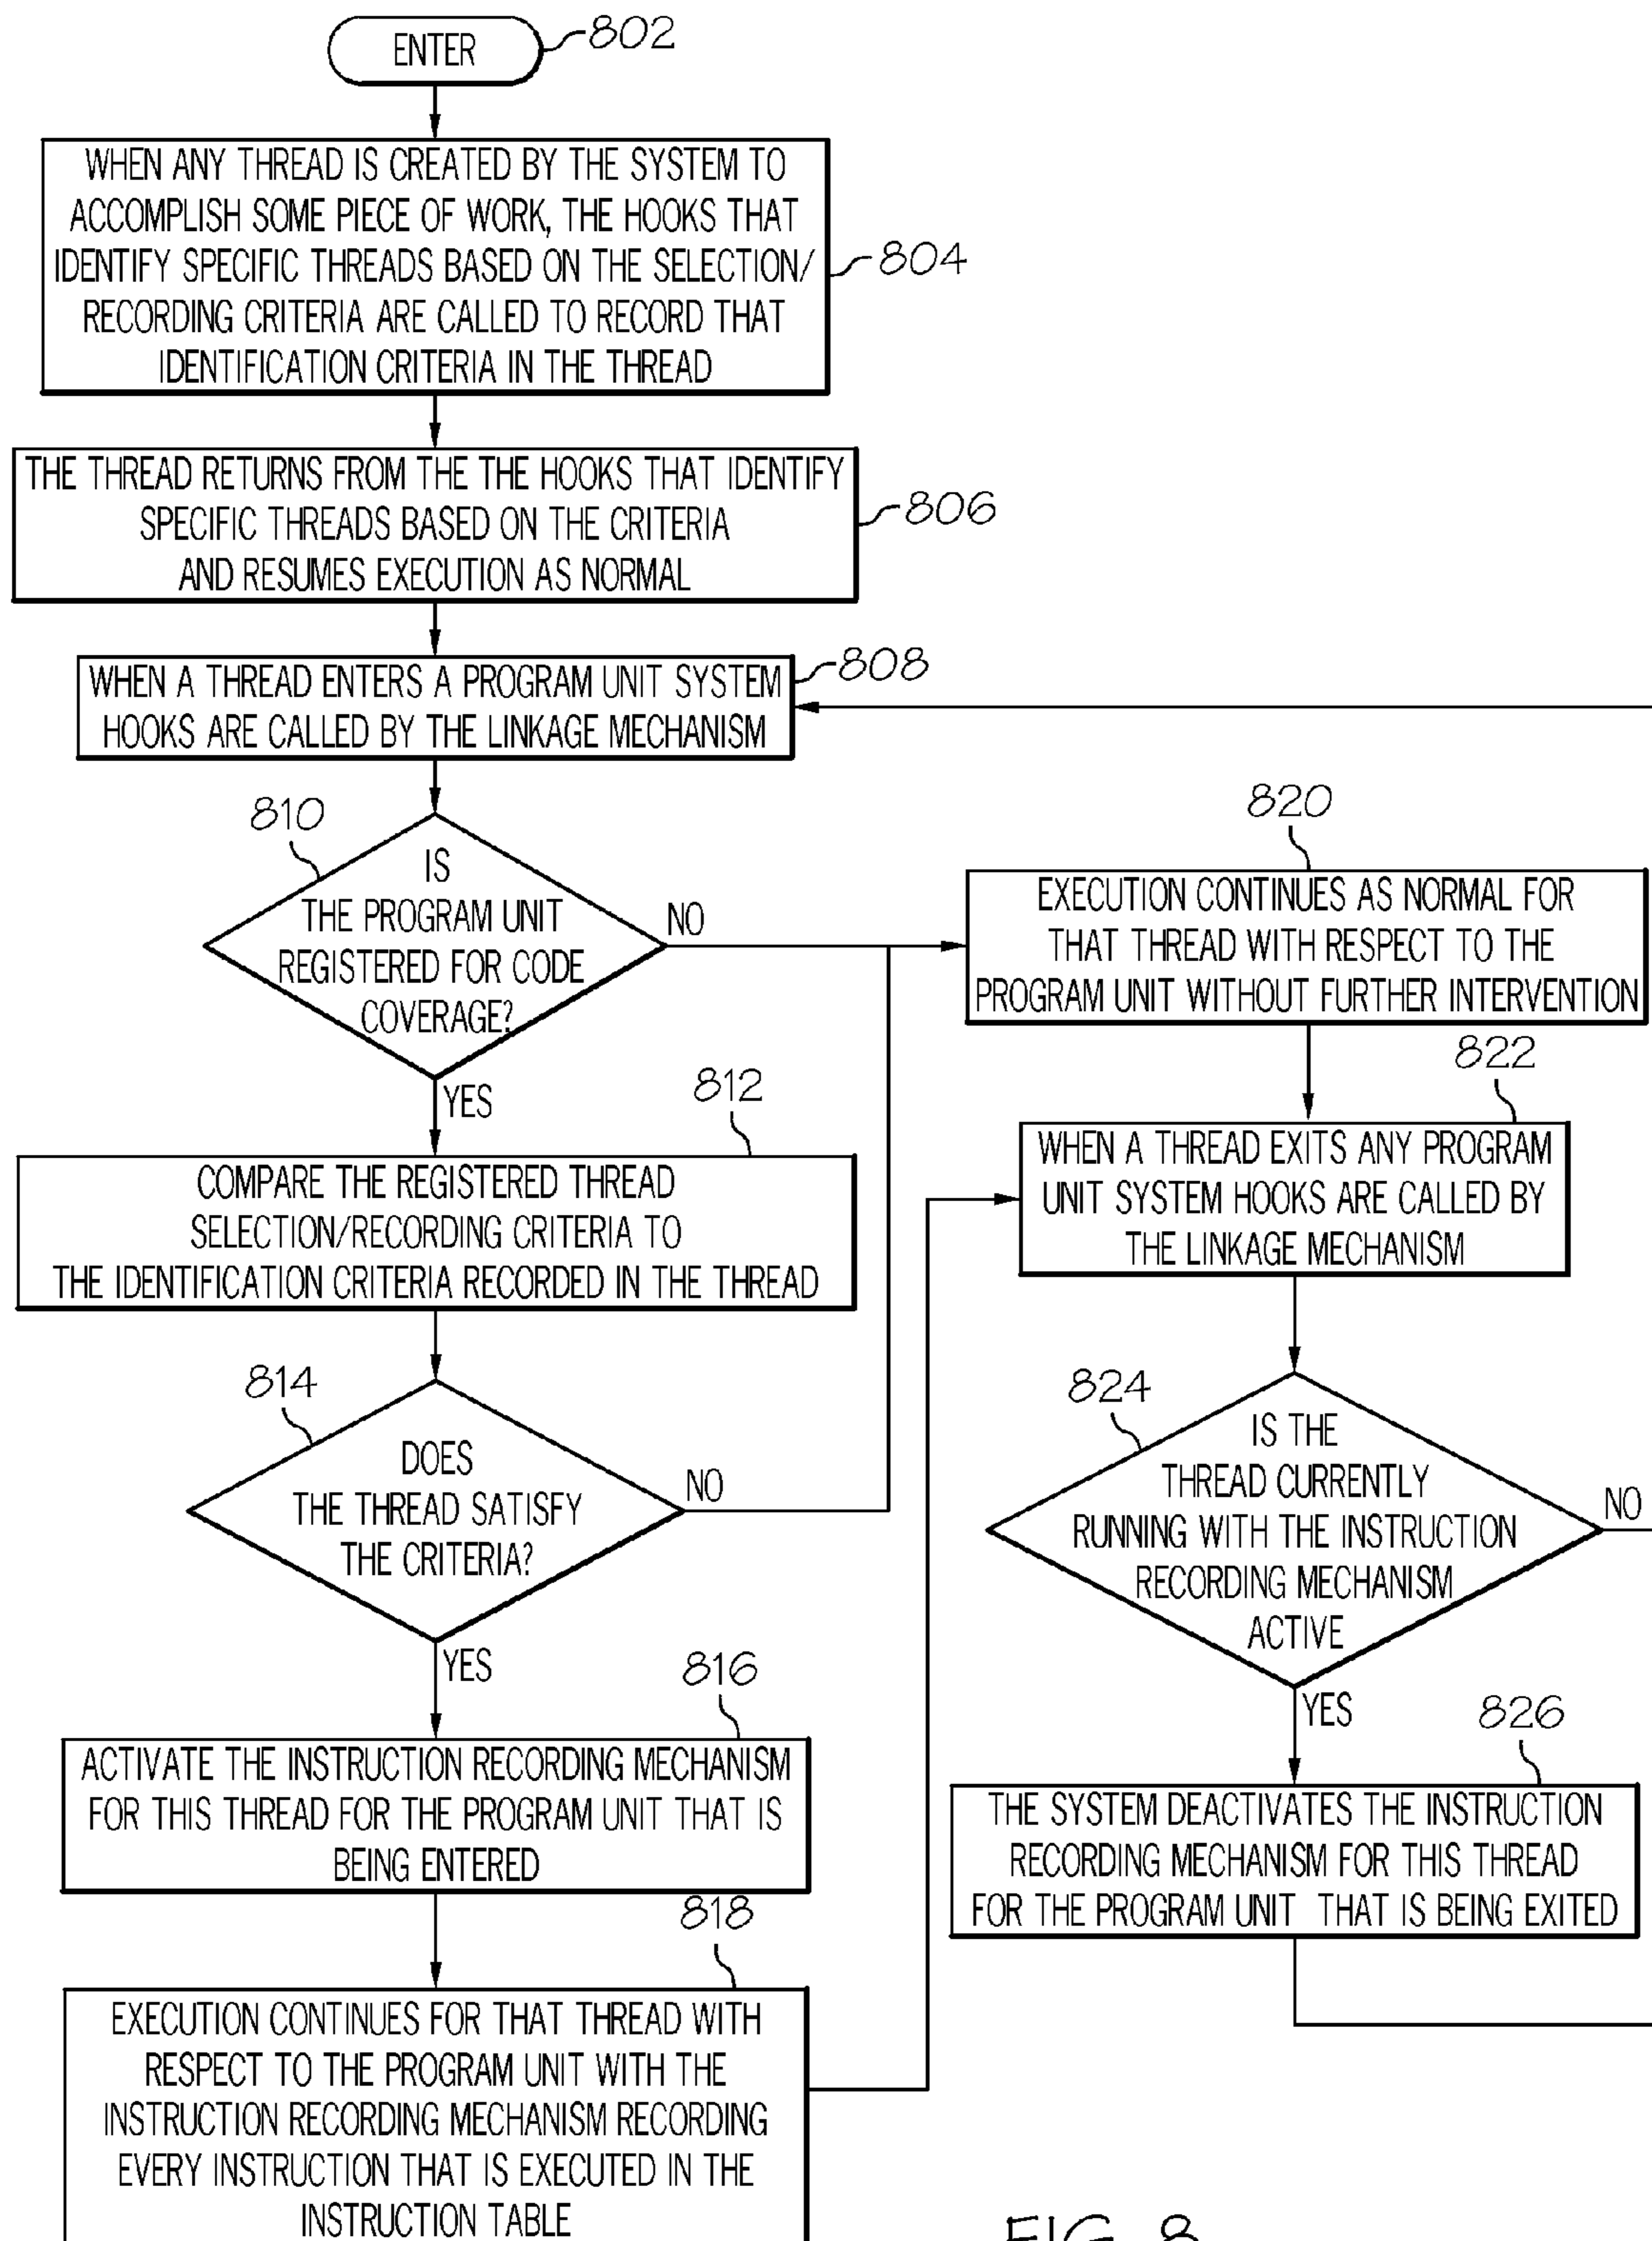 ENTER
802
WHEN ANY THREAD IS CREATED BY THE SYSTEM TO
ACCOMPLISH SOME PIECE OF WORK, THE HOOKS THAT
IDENTIFY SPECIFIC THREADS BASED ON THE SELECTION/
RECORDING CRITERIA ARE CALLED TO RECORD THAT
IDENTIFICATION CRITERIA IN THE THREAD
804
THE THREAD RETURNS FROM THE THE HOOKS THAT IDENTIFY
SPECIFIC THREADS BASED ON THE CRITERIA
AND RESUMES EXECUTION AS NORMAL
806
WHEN A THREAD ENTERS A PROGRAM UNIT SYSTEM
HOOKS ARE CALLED BY THE LINKAGE MECHANISM
808
810
IS
THE PROGRAM UNIT
REGISTERED FOR CODE
COVERAGE?
NO
YES
812
COMPARE THE REGISTERED THREAD
SELECTION/RECORDING CRITERIA TO
THE IDENTIFICATION CRITERIA RECORDED IN THE THREAD
814
DOES
THE THREAD SATISFY
THE CRITERIA?
NO
YES
816
ACTIVATE THE INSTRUCTION RECORDING MECHANISM
FOR THIS THREAD FOR THE PROGRAM UNIT THAT IS
BEING ENTERED
818
EXECUTION CONTINUES FOR THAT THREAD WITH
RESPECT TO THE PROGRAM UNIT WITH THE
INSTRUCTION RECORDING MECHANISM RECORDING
EVERY INSTRUCTION THAT IS EXECUTED IN THE
INSTRUCTION TABLE
820
EXECUTION CONTINUES AS NORMAL FOR
THAT THREAD WITH RESPECT TO THE
PROGRAM UNIT WITHOUT FURTHER INTERVENTION
822
WHEN A THREAD EXITS ANY PROGRAM
UNIT SYSTEM HOOKS ARE CALLED BY
THE LINKAGE MECHANISM
824
IS THE
THREAD CURRENTLY
RUNNING WITH THE INSTRUCTION
RECORDING MECHANISM
ACTIVE
NO
YES
826
THE SYSTEM DEACTIVATES THE INSTRUCTION
RECORDING MECHANISM FOR THIS THREAD
FOR THE PROGRAM UNIT THAT IS BEING EXITED
FIG. 8